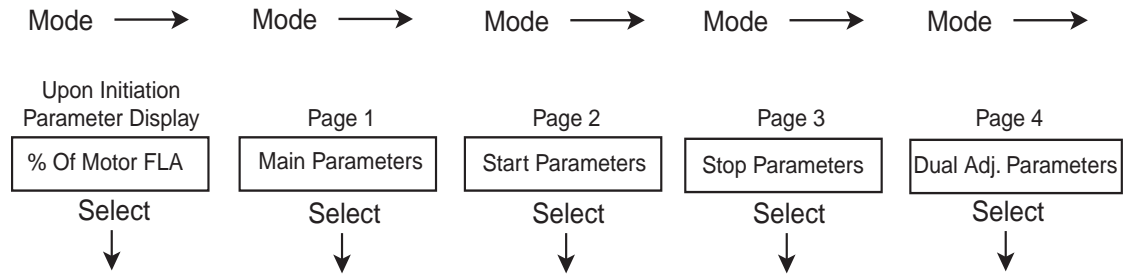 Mode Mode Mode Mode Mode
Upon Initiation
Parameter Display Page 1 Page 2 Page 3 Page 4
% Of Motor FLA Main Parameters Start Parameters Stop Parameters Dual Adj. Parameters
Select Select Select Select Select